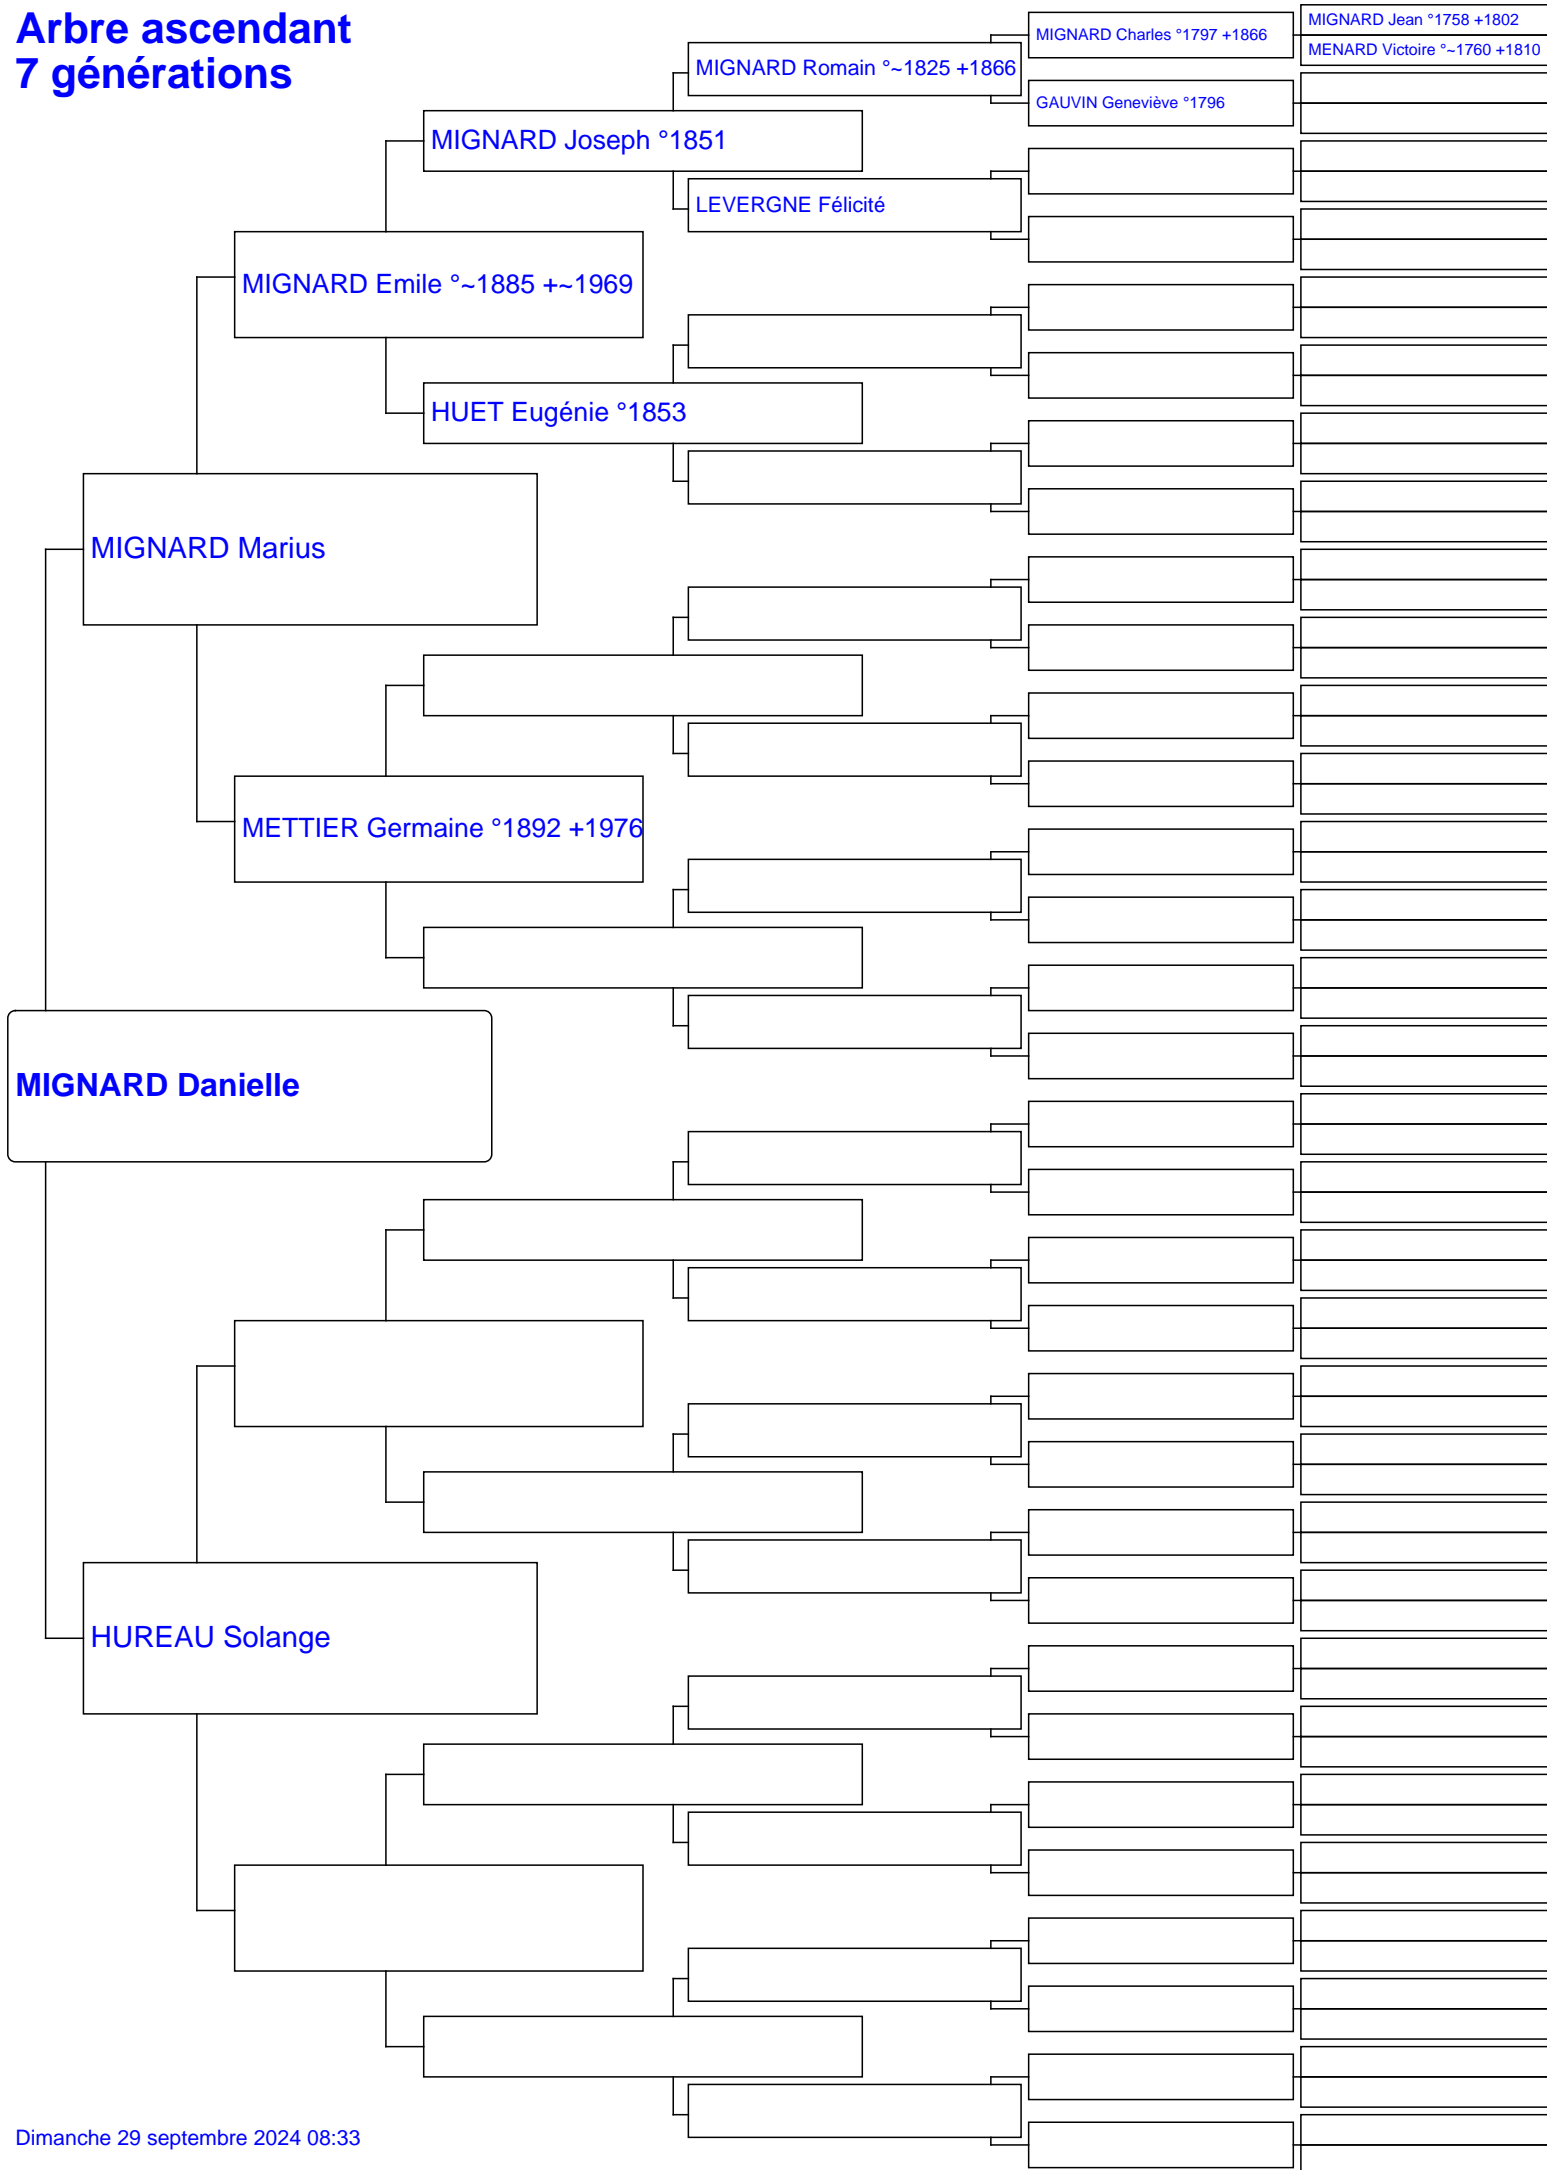 Arbre ascendant
7 générations
MIGNARD Jean °1758 +1802
MIGNARD Charles °1797 +1866
MENARD Victoire °~1760 +1810
MIGNARD Romain °~1825 +1866
GAUVIN Geneviève °1796
MIGNARD Joseph °1851
LEVERGNE Félicité
MIGNARD Emile °~1885 +~1969
HUET Eugénie °1853
MIGNARD Marius
METTIER Germaine °1892 +1976
MIGNARD Danielle
HUREAU Solange
Dimanche 29 septembre 2024 08:33